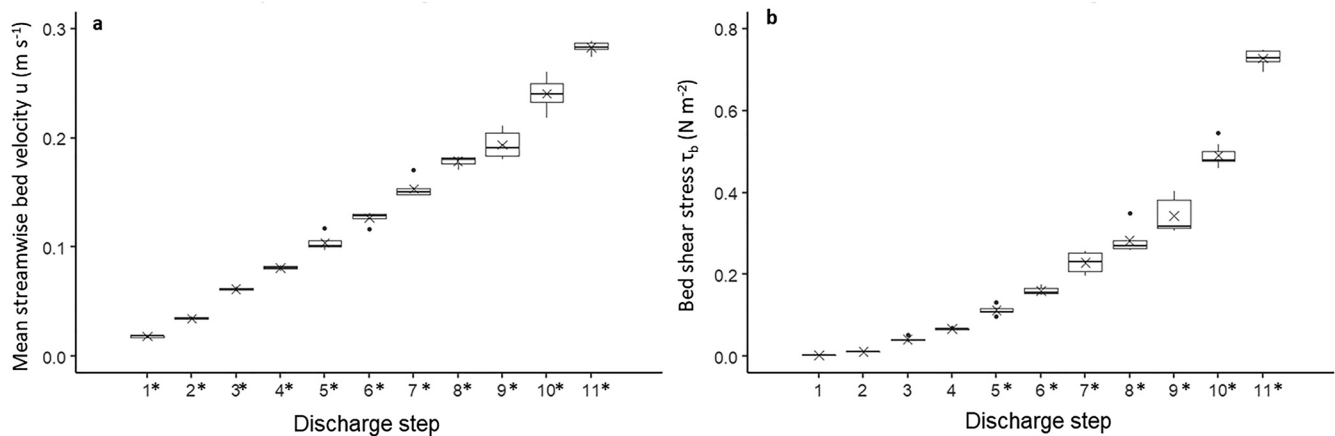 a
Mean streamwise bed velocity u (m s⁻¹)
0.3
0.2
0.1
0.0
1* 2* 3* 4* 5* 6* 7* 8* 9* 10* 11*
Discharge step
b
Bed shear stress τb (N m⁻²)
0.8
0.6
0.4
0.2
0.0
1 2 3 4 5* 6* 7* 8* 9* 10* 11*
Discharge step